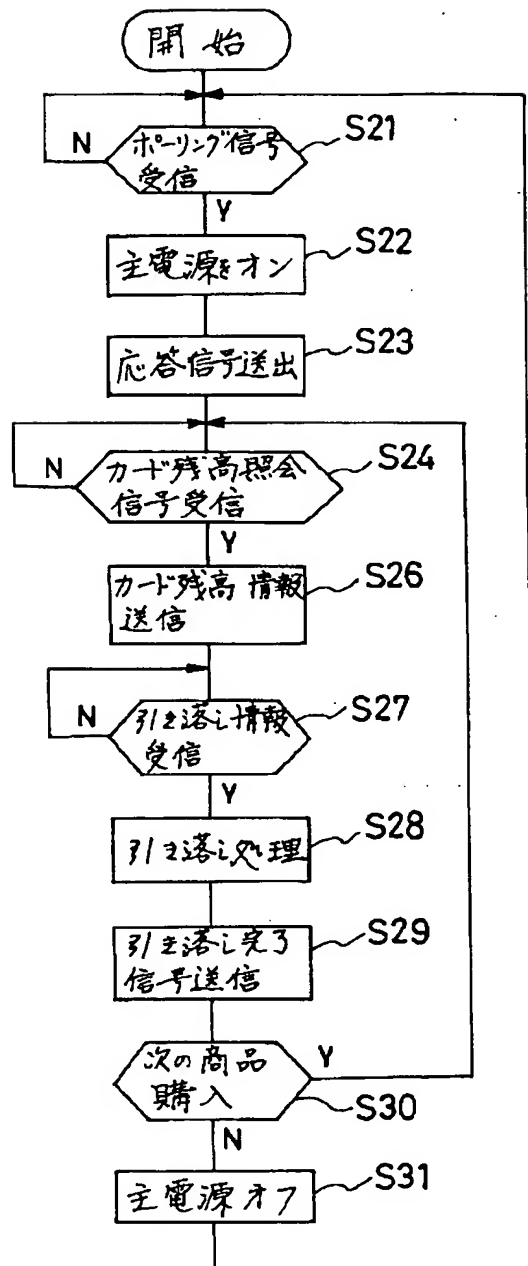 開始
ポーリング信号
受信
S21
N
Y
主電源をオン
S22
応答信号送出
S23
カード残高照会
信号受信
S24
N
Y
カード残高情報
送信
S26
引き落し情報
受信
S27
N
Y
引き落し処理
S28
引き落し完了
信号送信
S29
次の商品
購入
Y
S30
N
主電源オフ
S31